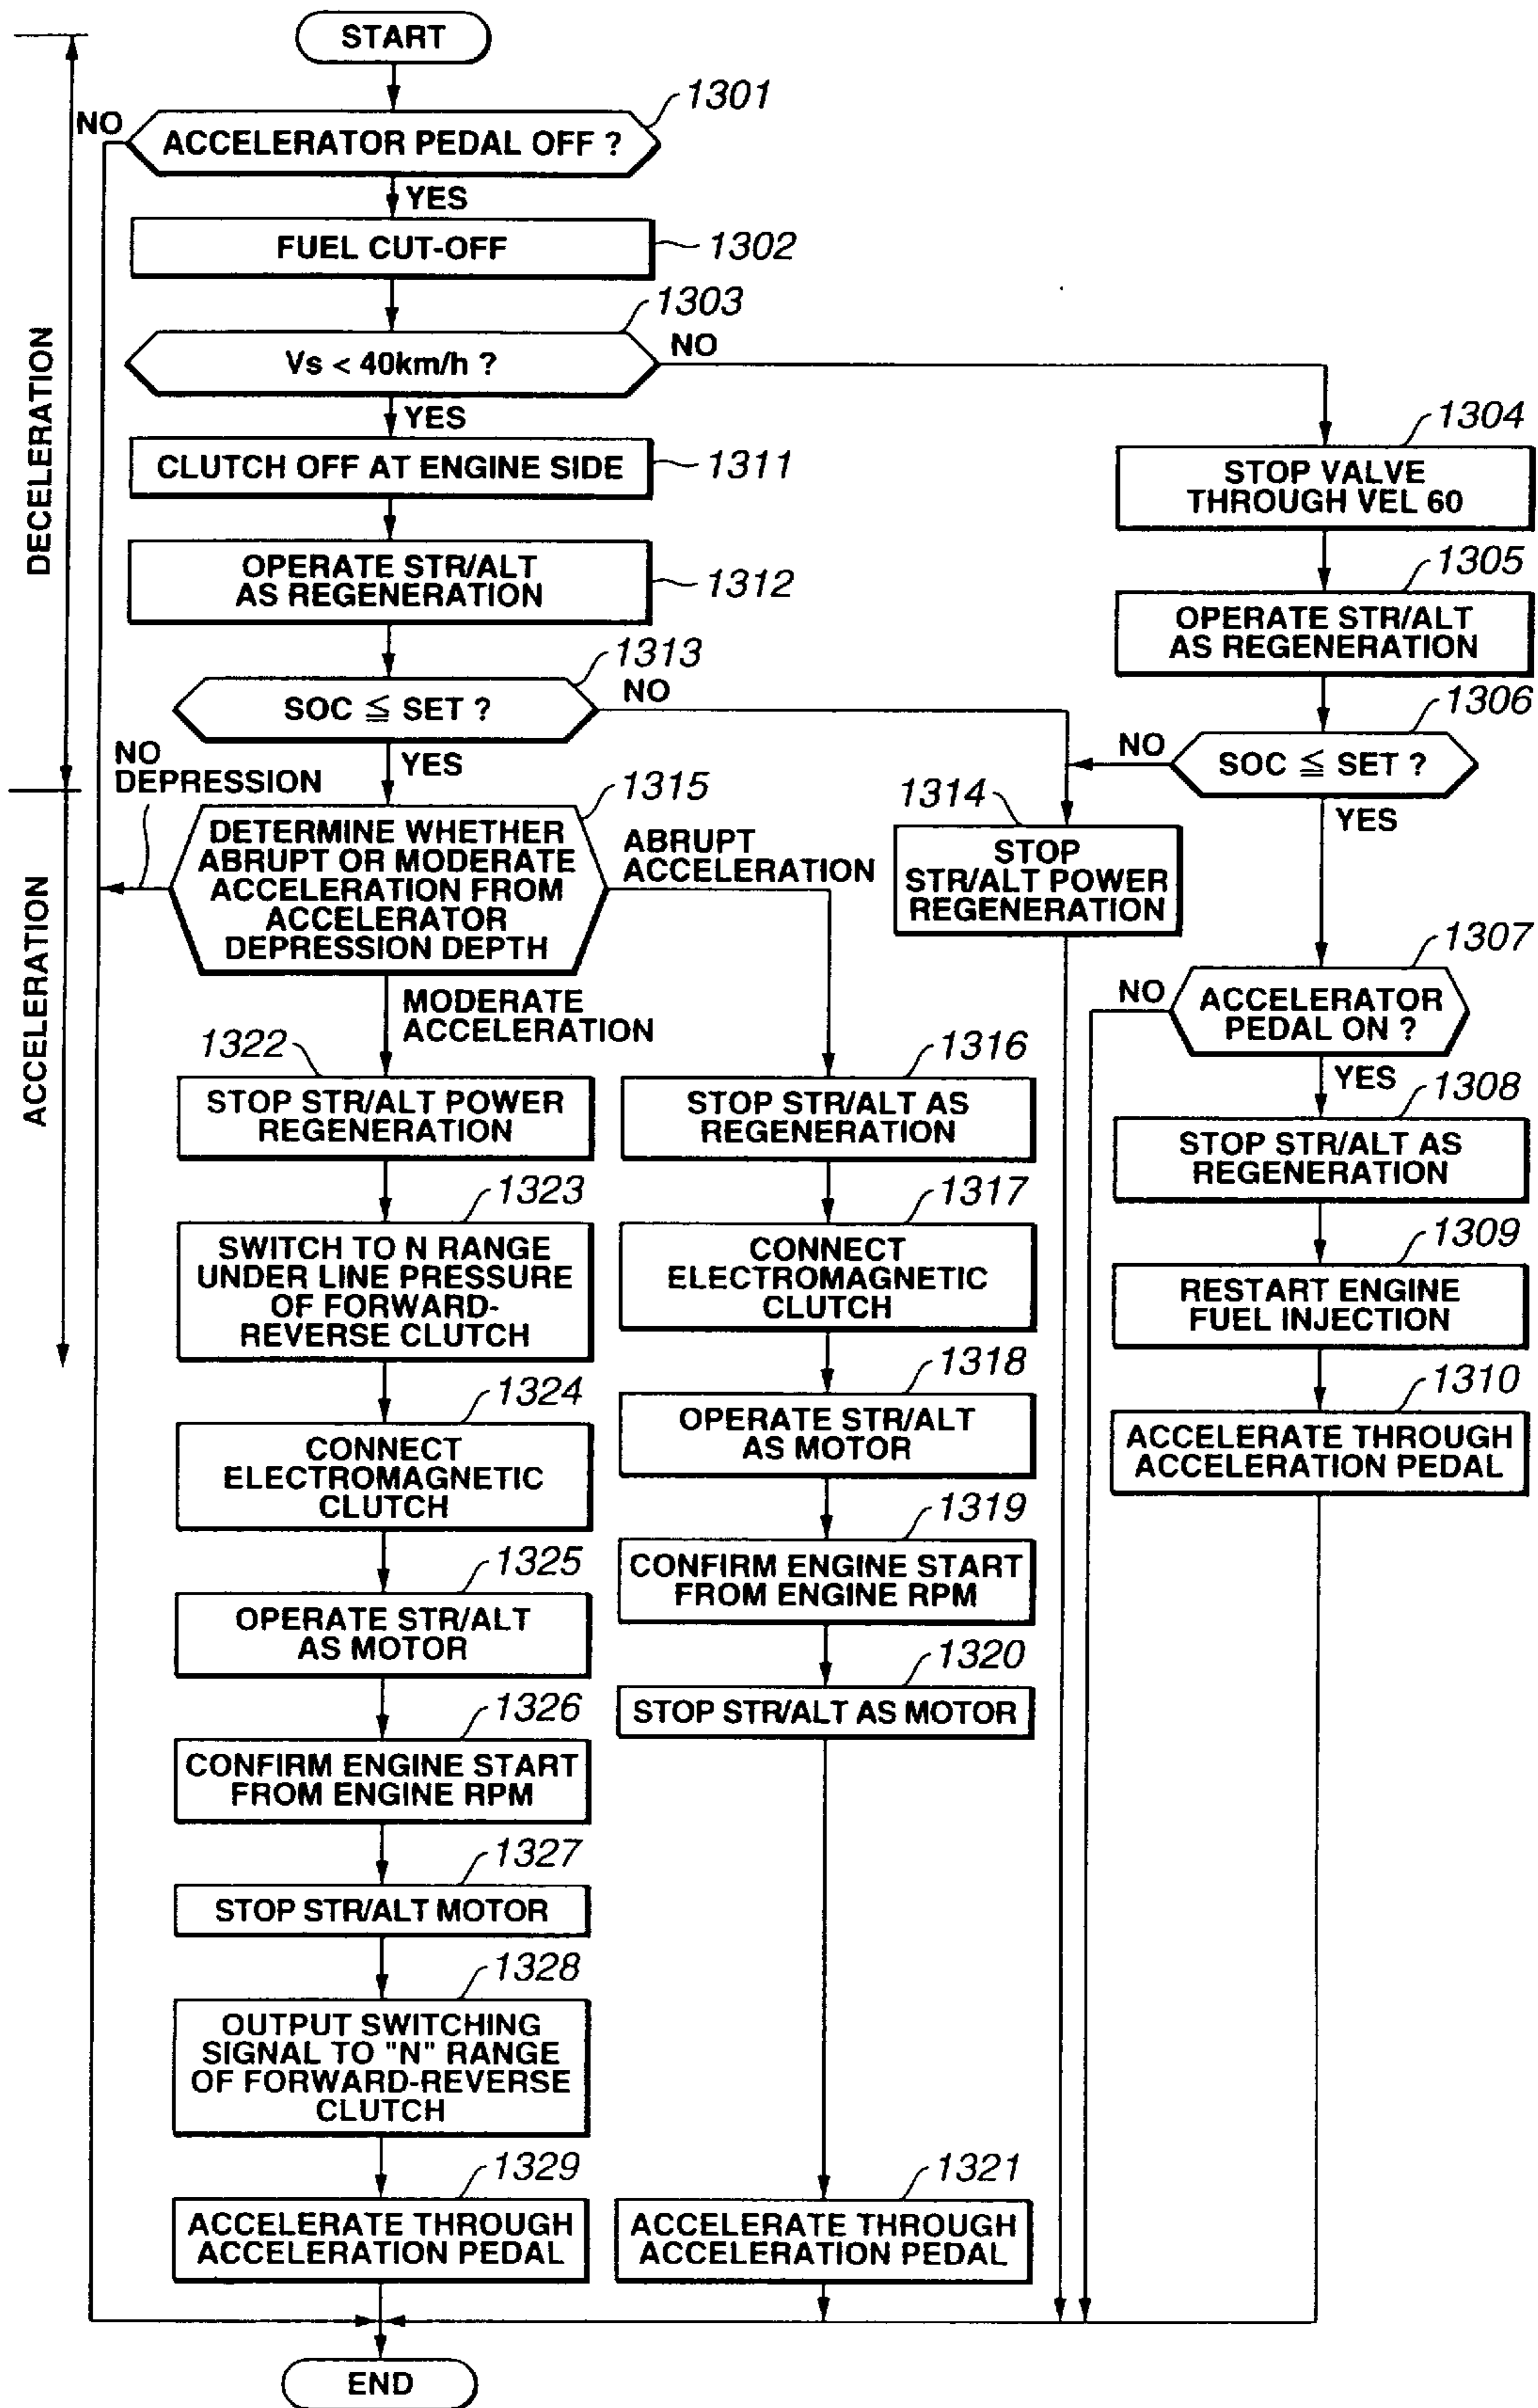 START
1301
NO
ACCELERATOR PEDAL OFF ?
YES
FUEL CUT-OFF
1302
1303
Vs < 40km/h ?
NO
YES
CLUTCH OFF AT ENGINE SIDE
1311
OPERATE STR/ALT
AS REGENERATION
1312
1313
SOC ≦ SET ?
NO
YES
DECELERATION
1304
STOP VALVE
THROUGH VEL 60
1305
OPERATE STR/ALT
AS REGENERATION
1306
SOC ≦ SET ?
NO
YES
1314
STOP
STR/ALT POWER
REGENERATION
NO
DEPRESSION
1315
DETERMINE WHETHER
ABRUPT OR MODERATE
ACCELERATION FROM
ACCELERATOR
DEPRESSION DEPTH
ABRUPT
ACCELERATION
MODERATE
ACCELERATION
ACCELERATION
1322
STOP STR/ALT POWER
REGENERATION
1323
SWITCH TO N RANGE
UNDER LINE PRESSURE
OF FORWARD-
REVERSE CLUTCH
1324
CONNECT
ELECTROMAGNETIC
CLUTCH
1325
OPERATE STR/ALT
AS MOTOR
1326
CONFIRM ENGINE START
FROM ENGINE RPM
1327
STOP STR/ALT MOTOR
1328
OUTPUT SWITCHING
SIGNAL TO "N" RANGE
OF FORWARD-REVERSE
CLUTCH
1329
ACCELERATE THROUGH
ACCELERATION PEDAL
1316
STOP STR/ALT AS
REGENERATION
1317
CONNECT
ELECTROMAGNETIC
CLUTCH
1318
OPERATE STR/ALT
AS MOTOR
1319
CONFIRM ENGINE START
FROM ENGINE RPM
1320
STOP STR/ALT AS MOTOR
1321
ACCELERATE THROUGH
ACCELERATION PEDAL
1307
NO
ACCELERATOR
PEDAL ON ?
YES
1308
STOP STR/ALT AS
REGENERATION
1309
RESTART ENGINE
FUEL INJECTION
1310
ACCELERATE THROUGH
ACCELERATION PEDAL
END